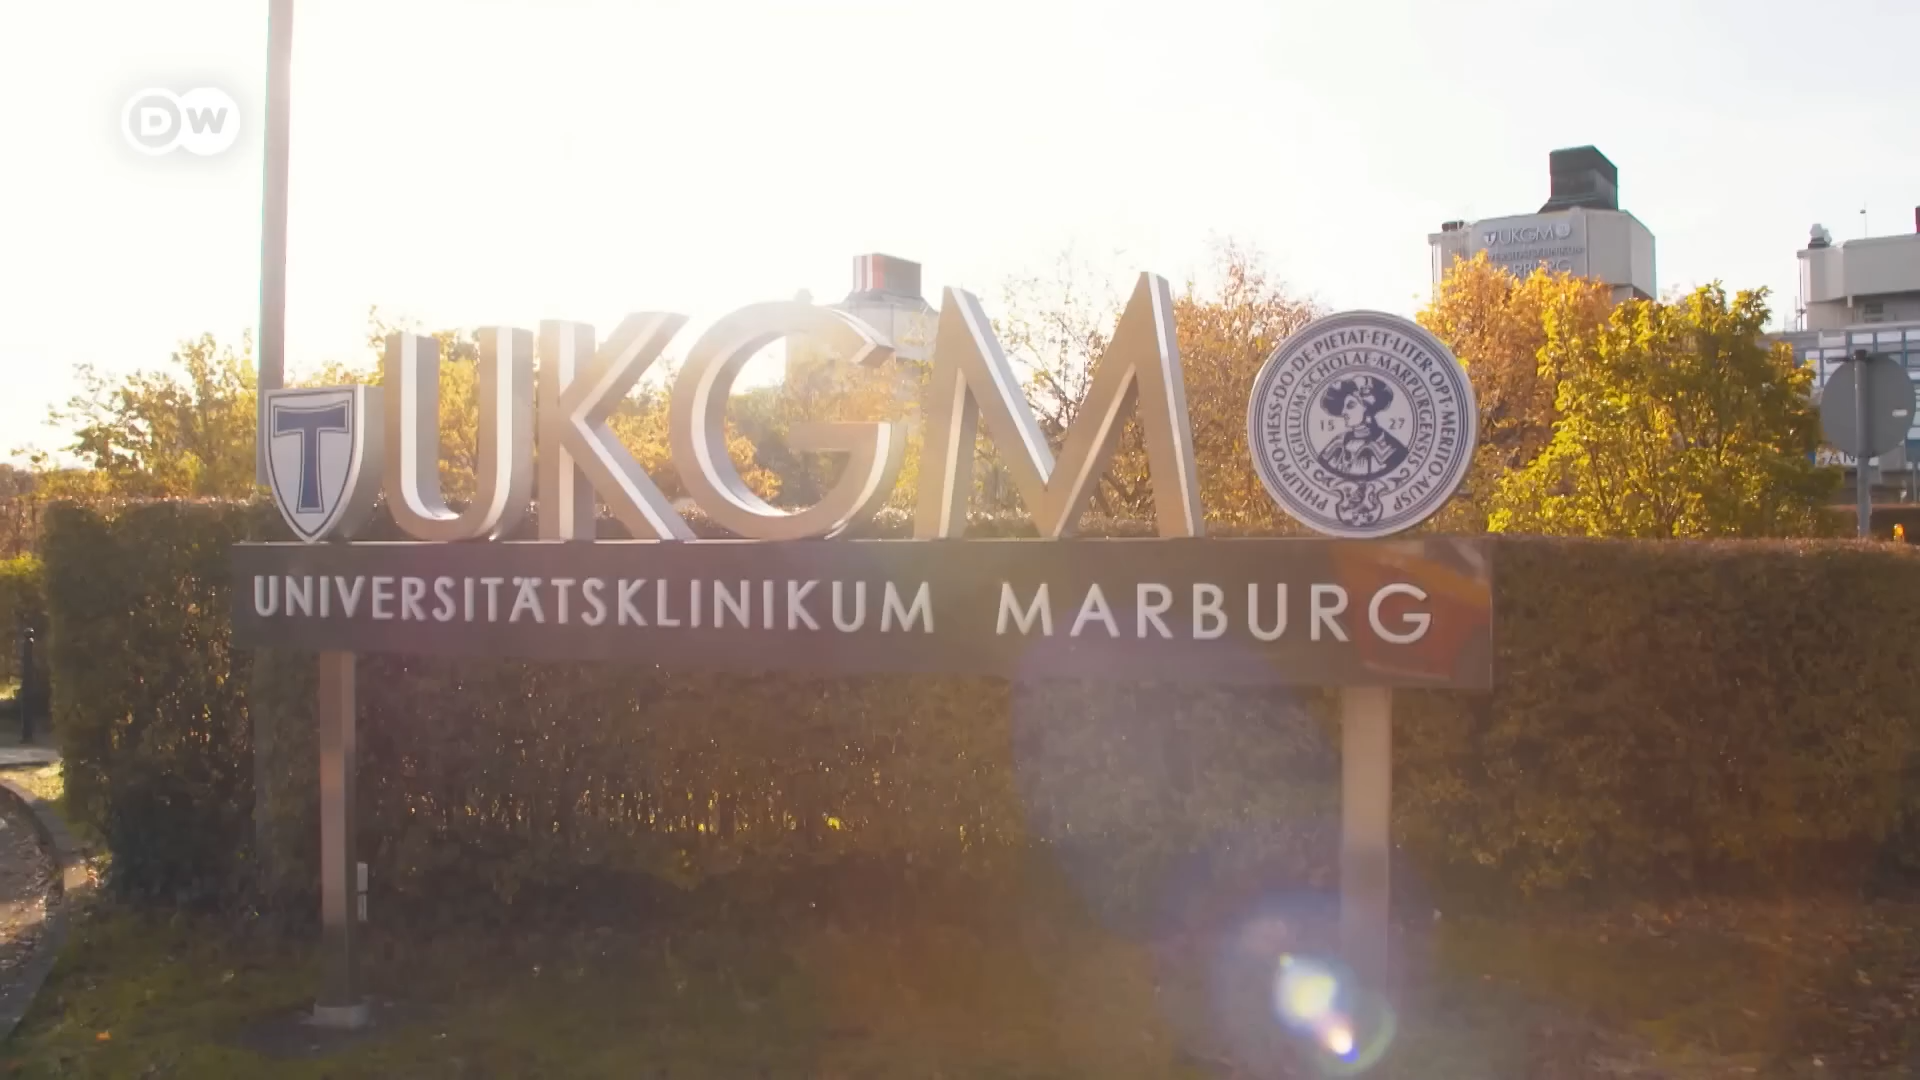 DW
UKGM
UNIVERSITÄTSKLINIKUM MARBURG
PHILIPPO·HESS·DO·DE·PIETAT·ET·LITER·OPT·MERITO·AUSP
SIGILLUM·SCHOLAE·MARPURGENSIS
15 27
UKGM